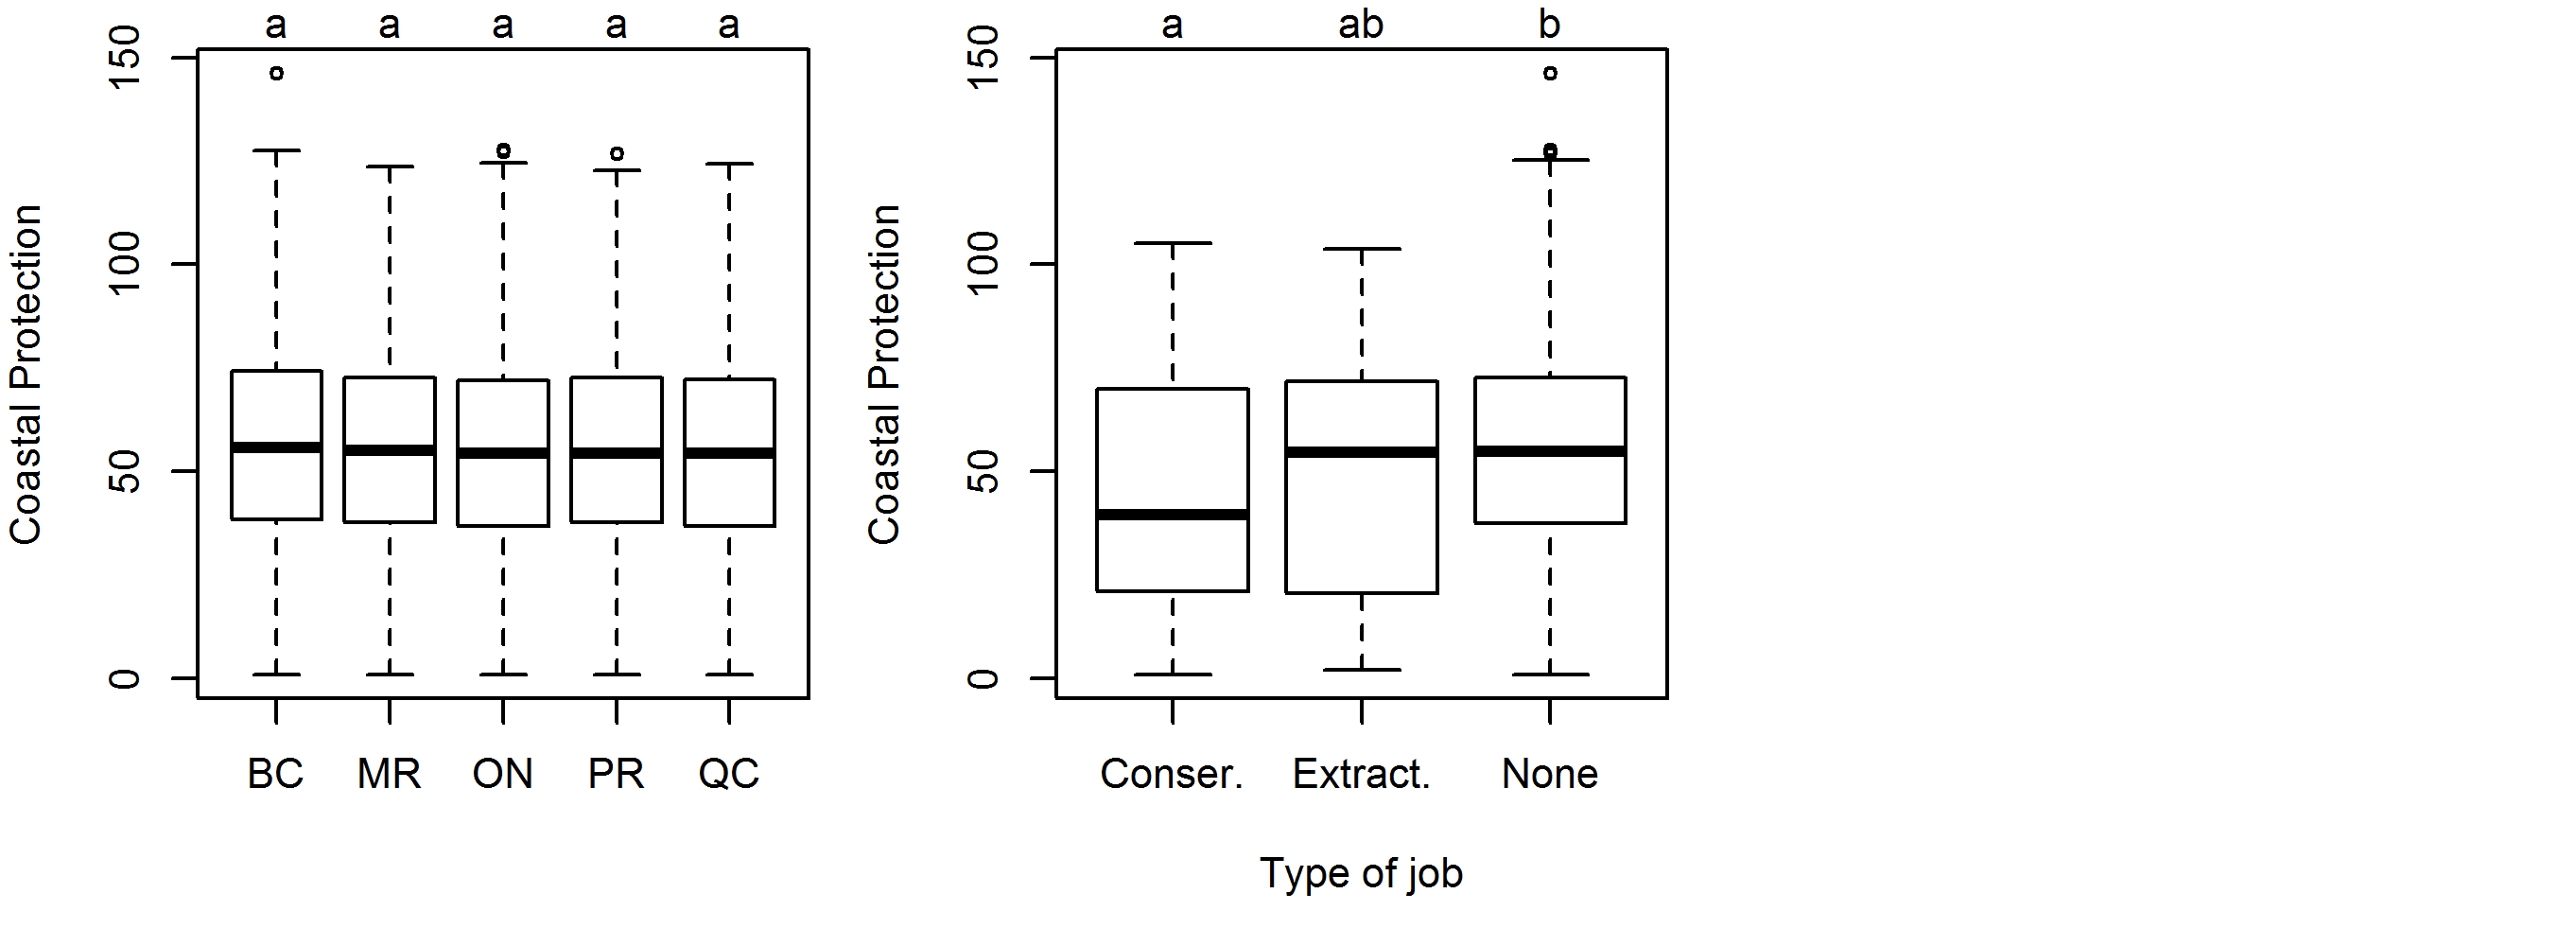 a a a a a
Coastal Protection
150
100
50
0
BC MR ON PR QC
a ab b
Coastal Protection
150
100
50
0
Conser. Extract. None
Type of job